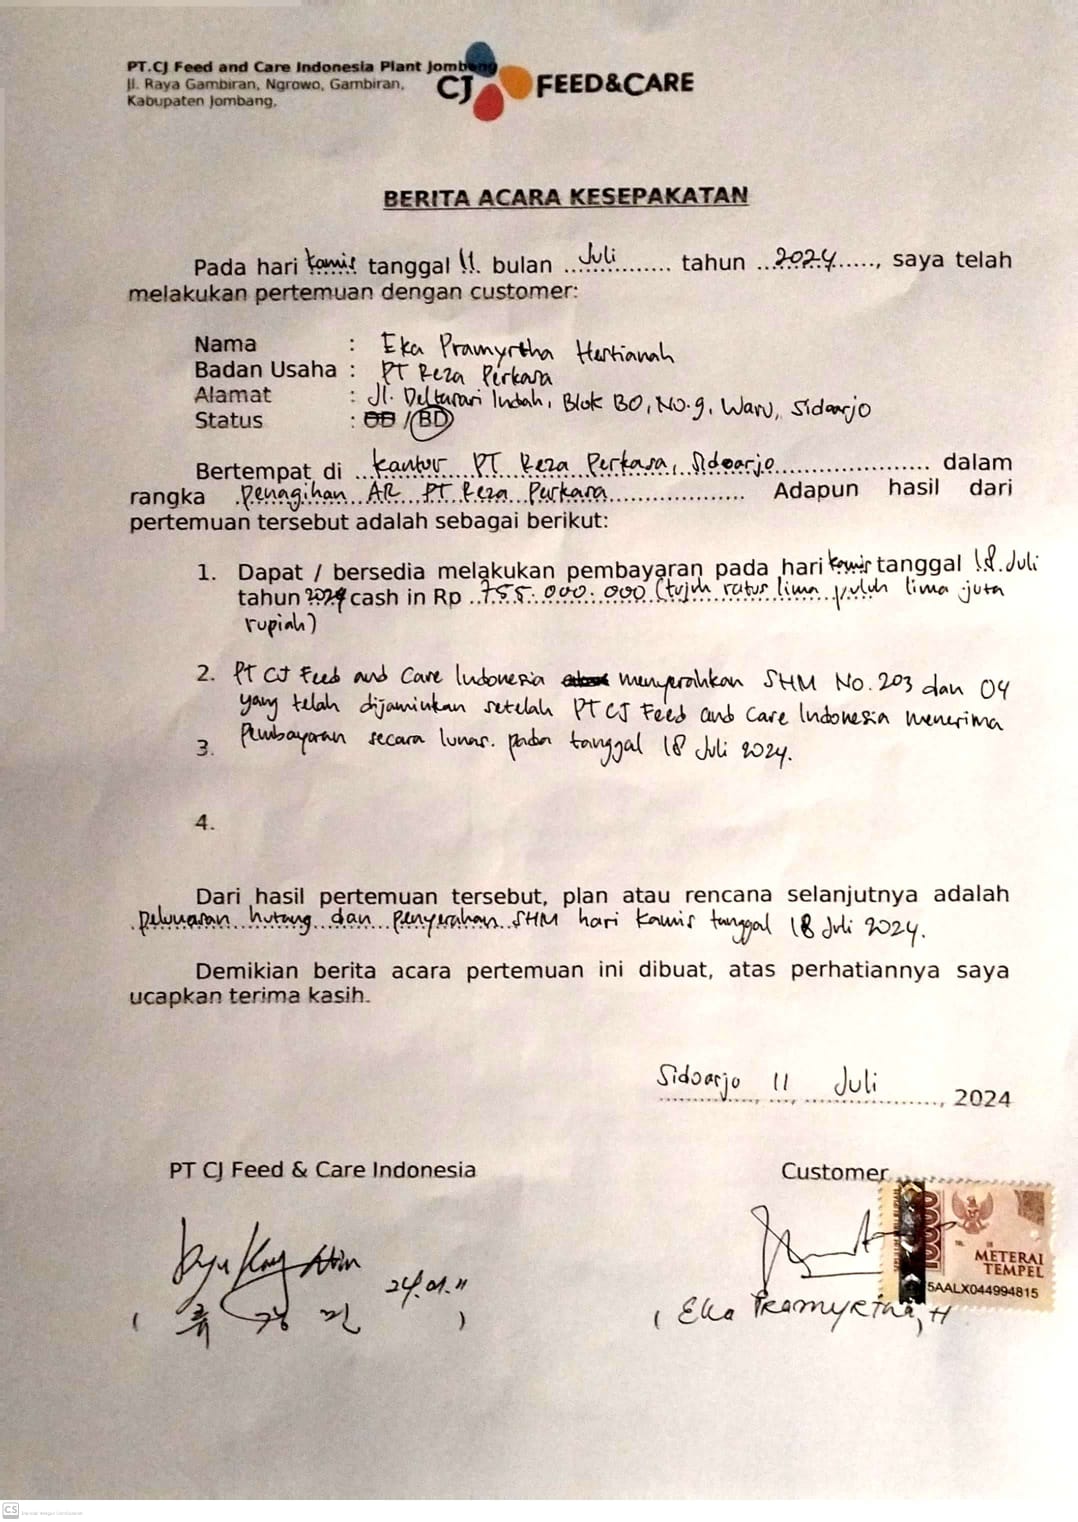 PT.CJ Feed and Care Indonesia Plant Jombang
Jl. Raya Gambiran, Ngrowo, Gambiran,
Kabupaten Jombang,
CJ FEED&CARE
BERITA ACARA KESEPAKATAN
Pada hari kamis tanggal 11. bulan Juli tahun 2024, saya telah
melakukan pertemuan dengan customer:
Nama : Eka Pramyrtha Hertianah
Badan Usaha : PT Reza Perkasa
Alamat : Jl. Deltasari Indah, Blok BO, No.9, Waru, Sidoarjo
Status : / BD
Bertempat di kantor PT Reza Perkasa, Sidoarjo dalam
rangka penagihan AR PT Reza Perkasa Adapun hasil dari
pertemuan tersebut adalah sebagai berikut:
1. Dapat / bersedia melakukan pembayaran pada hari kamis tanggal 18. Juli
tahun 2024 cash in Rp 755.000.000 (tujuh ratus lima puluh lima juta
rupiah)
2. PT CJ Feed and Care Indonesia menyerahkan SHM No.203 dan 04
yang telah dijaminkan setelah PT CJ Feed and Care Indonesia menerima
3. Pembayaran secara lunas. pada tanggal 18 Juli 2024.
4.
Dari hasil pertemuan tersebut, plan atau rencana selanjutnya adalah
pelunasan hutang dan penyerahan SHM hari Kamis tanggal 18 Juli 2024.
Demikian berita acara pertemuan ini dibuat, atas perhatiannya saya
ucapkan terima kasih.
Sidoarjo 11 Juli, 2024
PT CJ Feed & Care Indonesia Customer
METERAI
TEMPEL
5AALX044994815
( 류 경 민 ) ( Eka Pramyrtha, H
CS